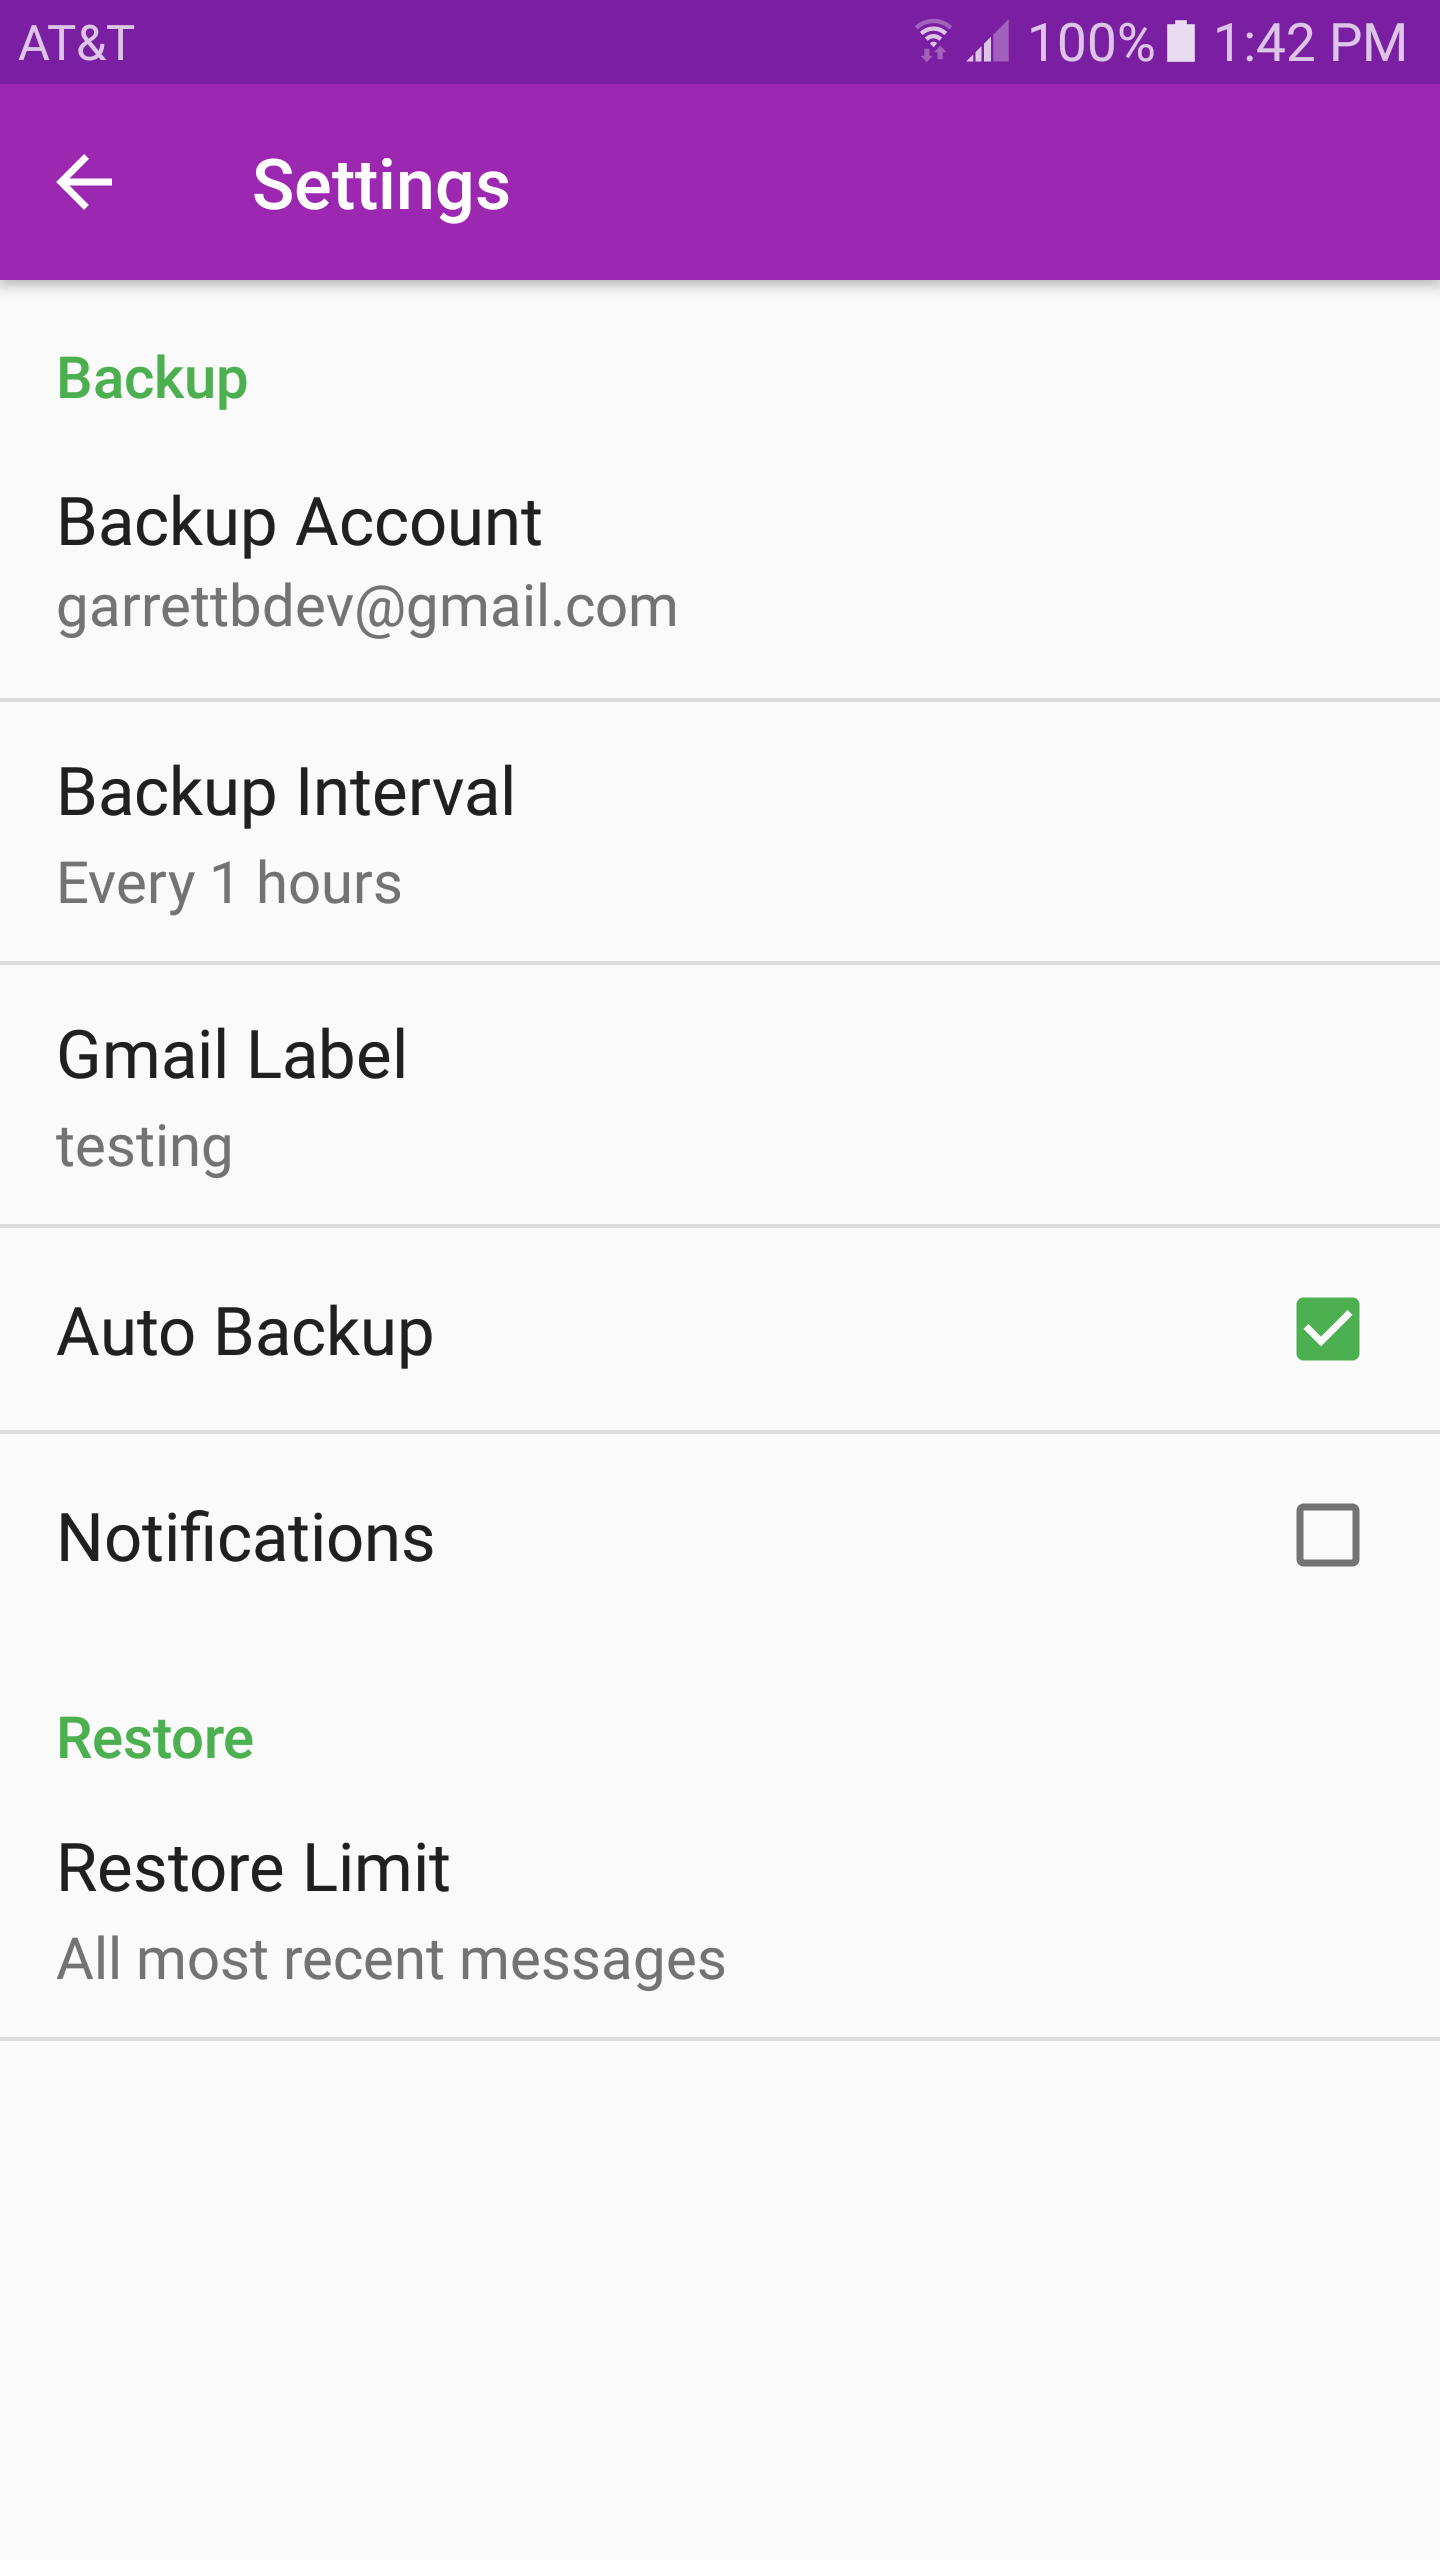 AT&T 100% 1:42 PM
Settings
Backup
Backup Account
garrettbdev@gmail.com
Backup Interval
Every 1 hours
Gmail Label
testing
Auto Backup
Notifications
Restore
Restore Limit
All most recent messages